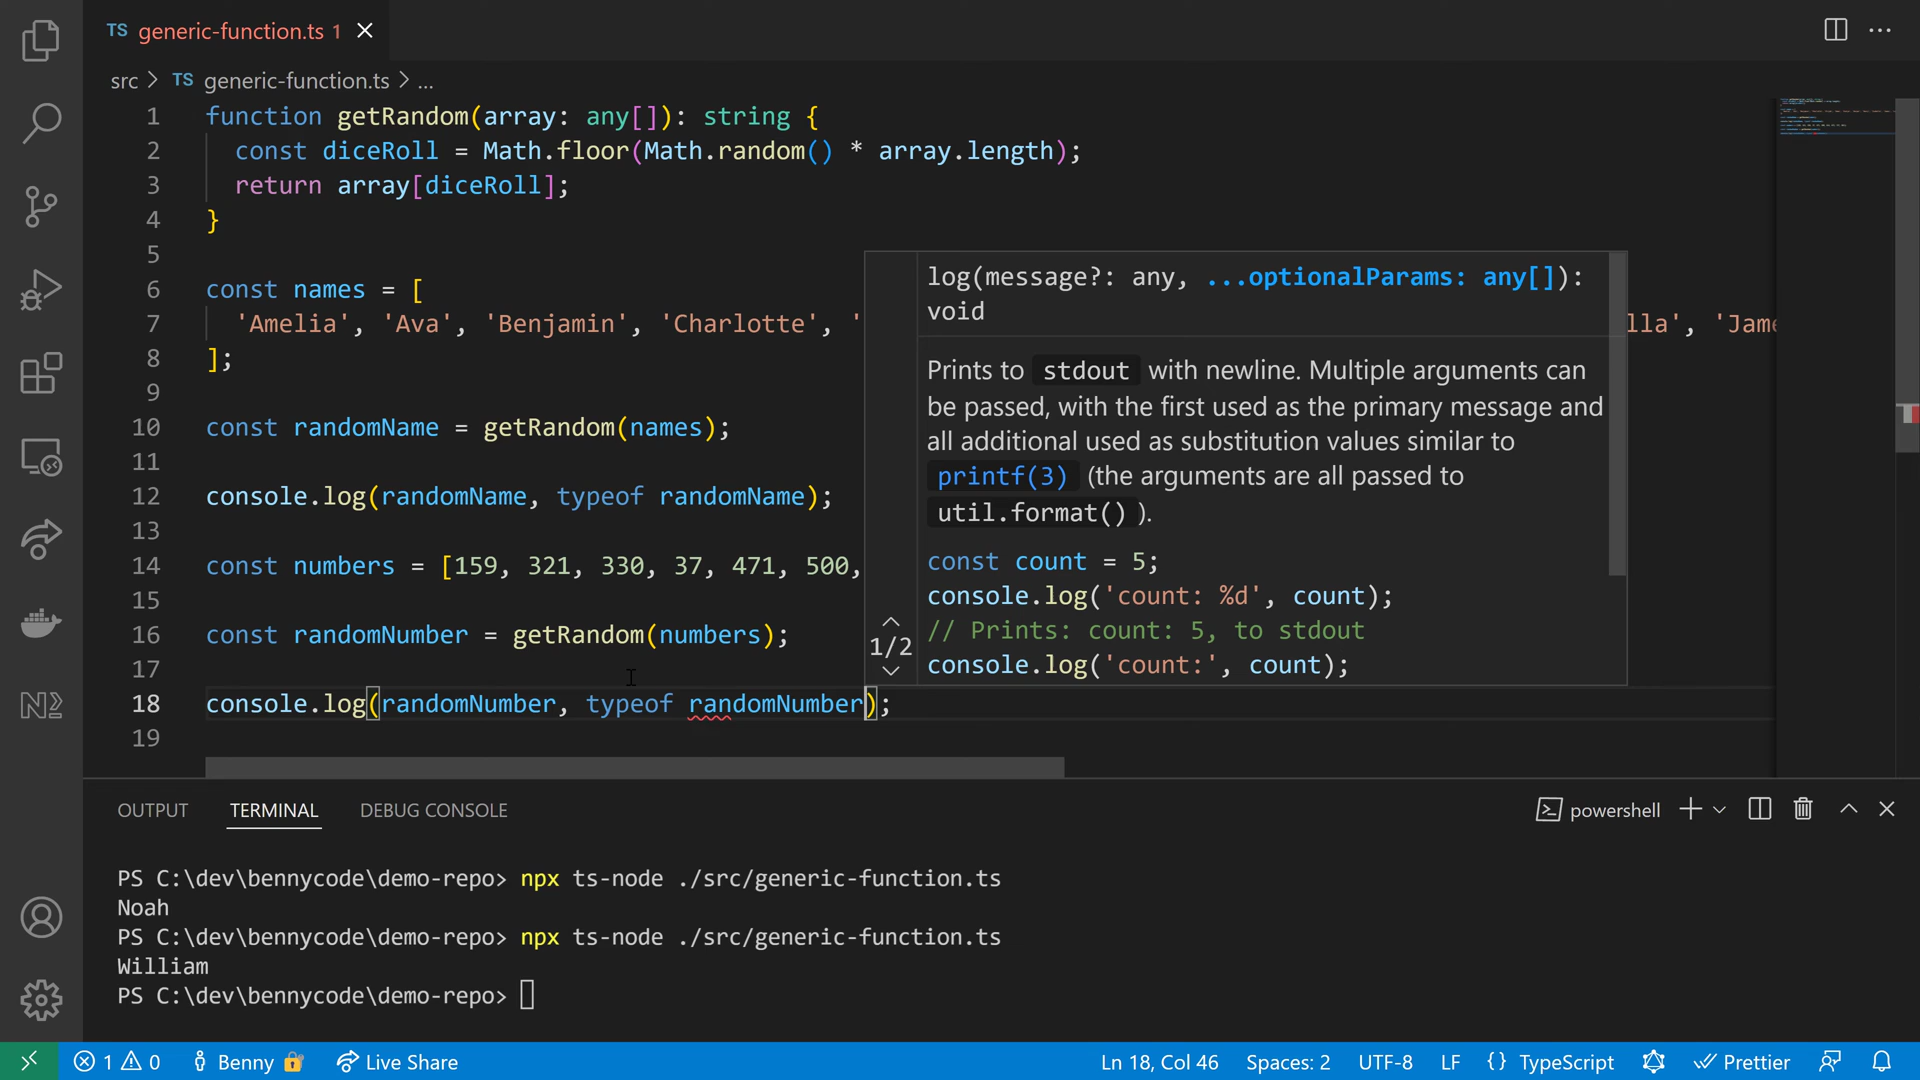 TS generic-function.ts 1
src > TS generic-function.ts > ...
1 function getRandom(array: any[]): string {
2 const diceRoll = Math.floor(Math.random() * array.length);
3 return array[diceRoll];
4 }
5
6 const names = [
7 'Amelia', 'Ava', 'Benjamin', 'Charlotte', ' lla', 'Jame
8 ];
9
10 const randomName = getRandom(names);
11
12 console.log(randomName, typeof randomName);
13
14 const numbers = [159, 321, 330, 37, 471, 500,
15
16 const randomNumber = getRandom(numbers);
17
18 console.log(randomNumber, typeof randomNumber);
19
log(message?: any, ...optionalParams: any[]):
void
Prints to stdout with newline. Multiple arguments can
be passed, with the first used as the primary message and
all additional used as substitution values similar to
printf(3) (the arguments are all passed to
util.format() ).
const count = 5;
console.log('count: %d', count);
// Prints: count: 5, to stdout
console.log('count:', count);
1/2
OUTPUT TERMINAL DEBUG CONSOLE powershell
PS C:\dev\bennycode\demo-repo> npx ts-node ./src/generic-function.ts
Noah
PS C:\dev\bennycode\demo-repo> npx ts-node ./src/generic-function.ts
William
PS C:\dev\bennycode\demo-repo>
1 0 Benny Live Share Ln 18, Col 46 Spaces: 2 UTF-8 LF {} TypeScript Prettier